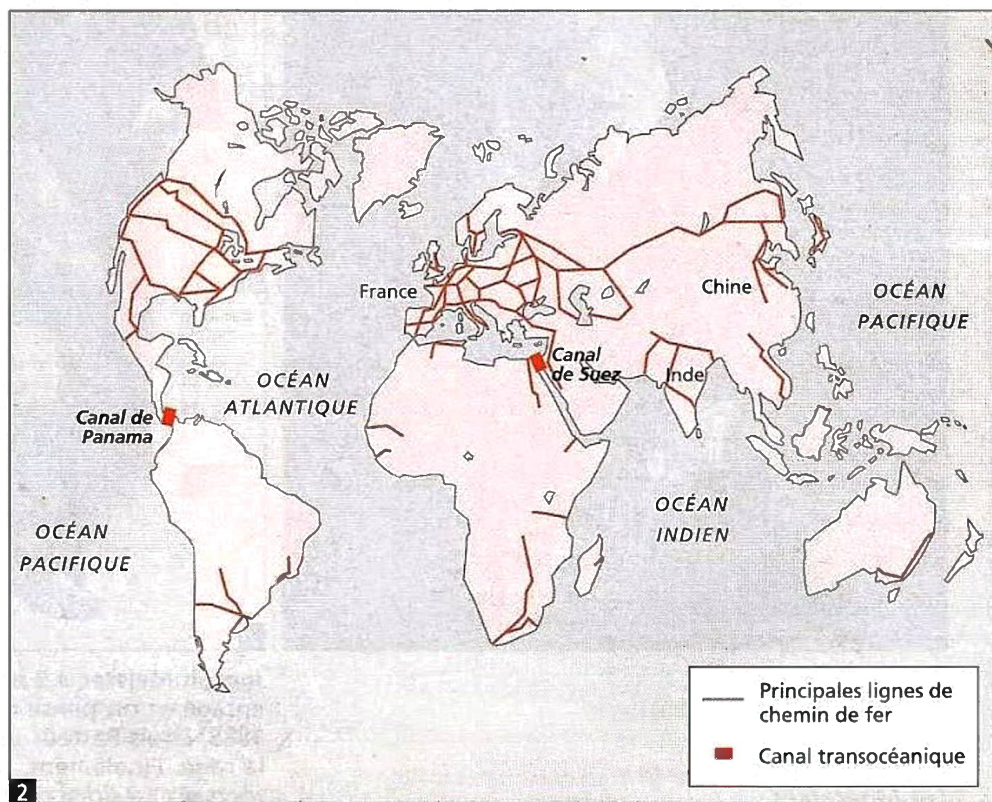 France
Chine
OCÉAN
PACIFIQUE
Canal
de Suez
Inde
OCÉAN
ATLANTIQUE
Canal de
Panama
OCÉAN
INDIEN
OCÉAN
PACIFIQUE
Principales lignes de
chemin de fer
Canal transocéanique
2